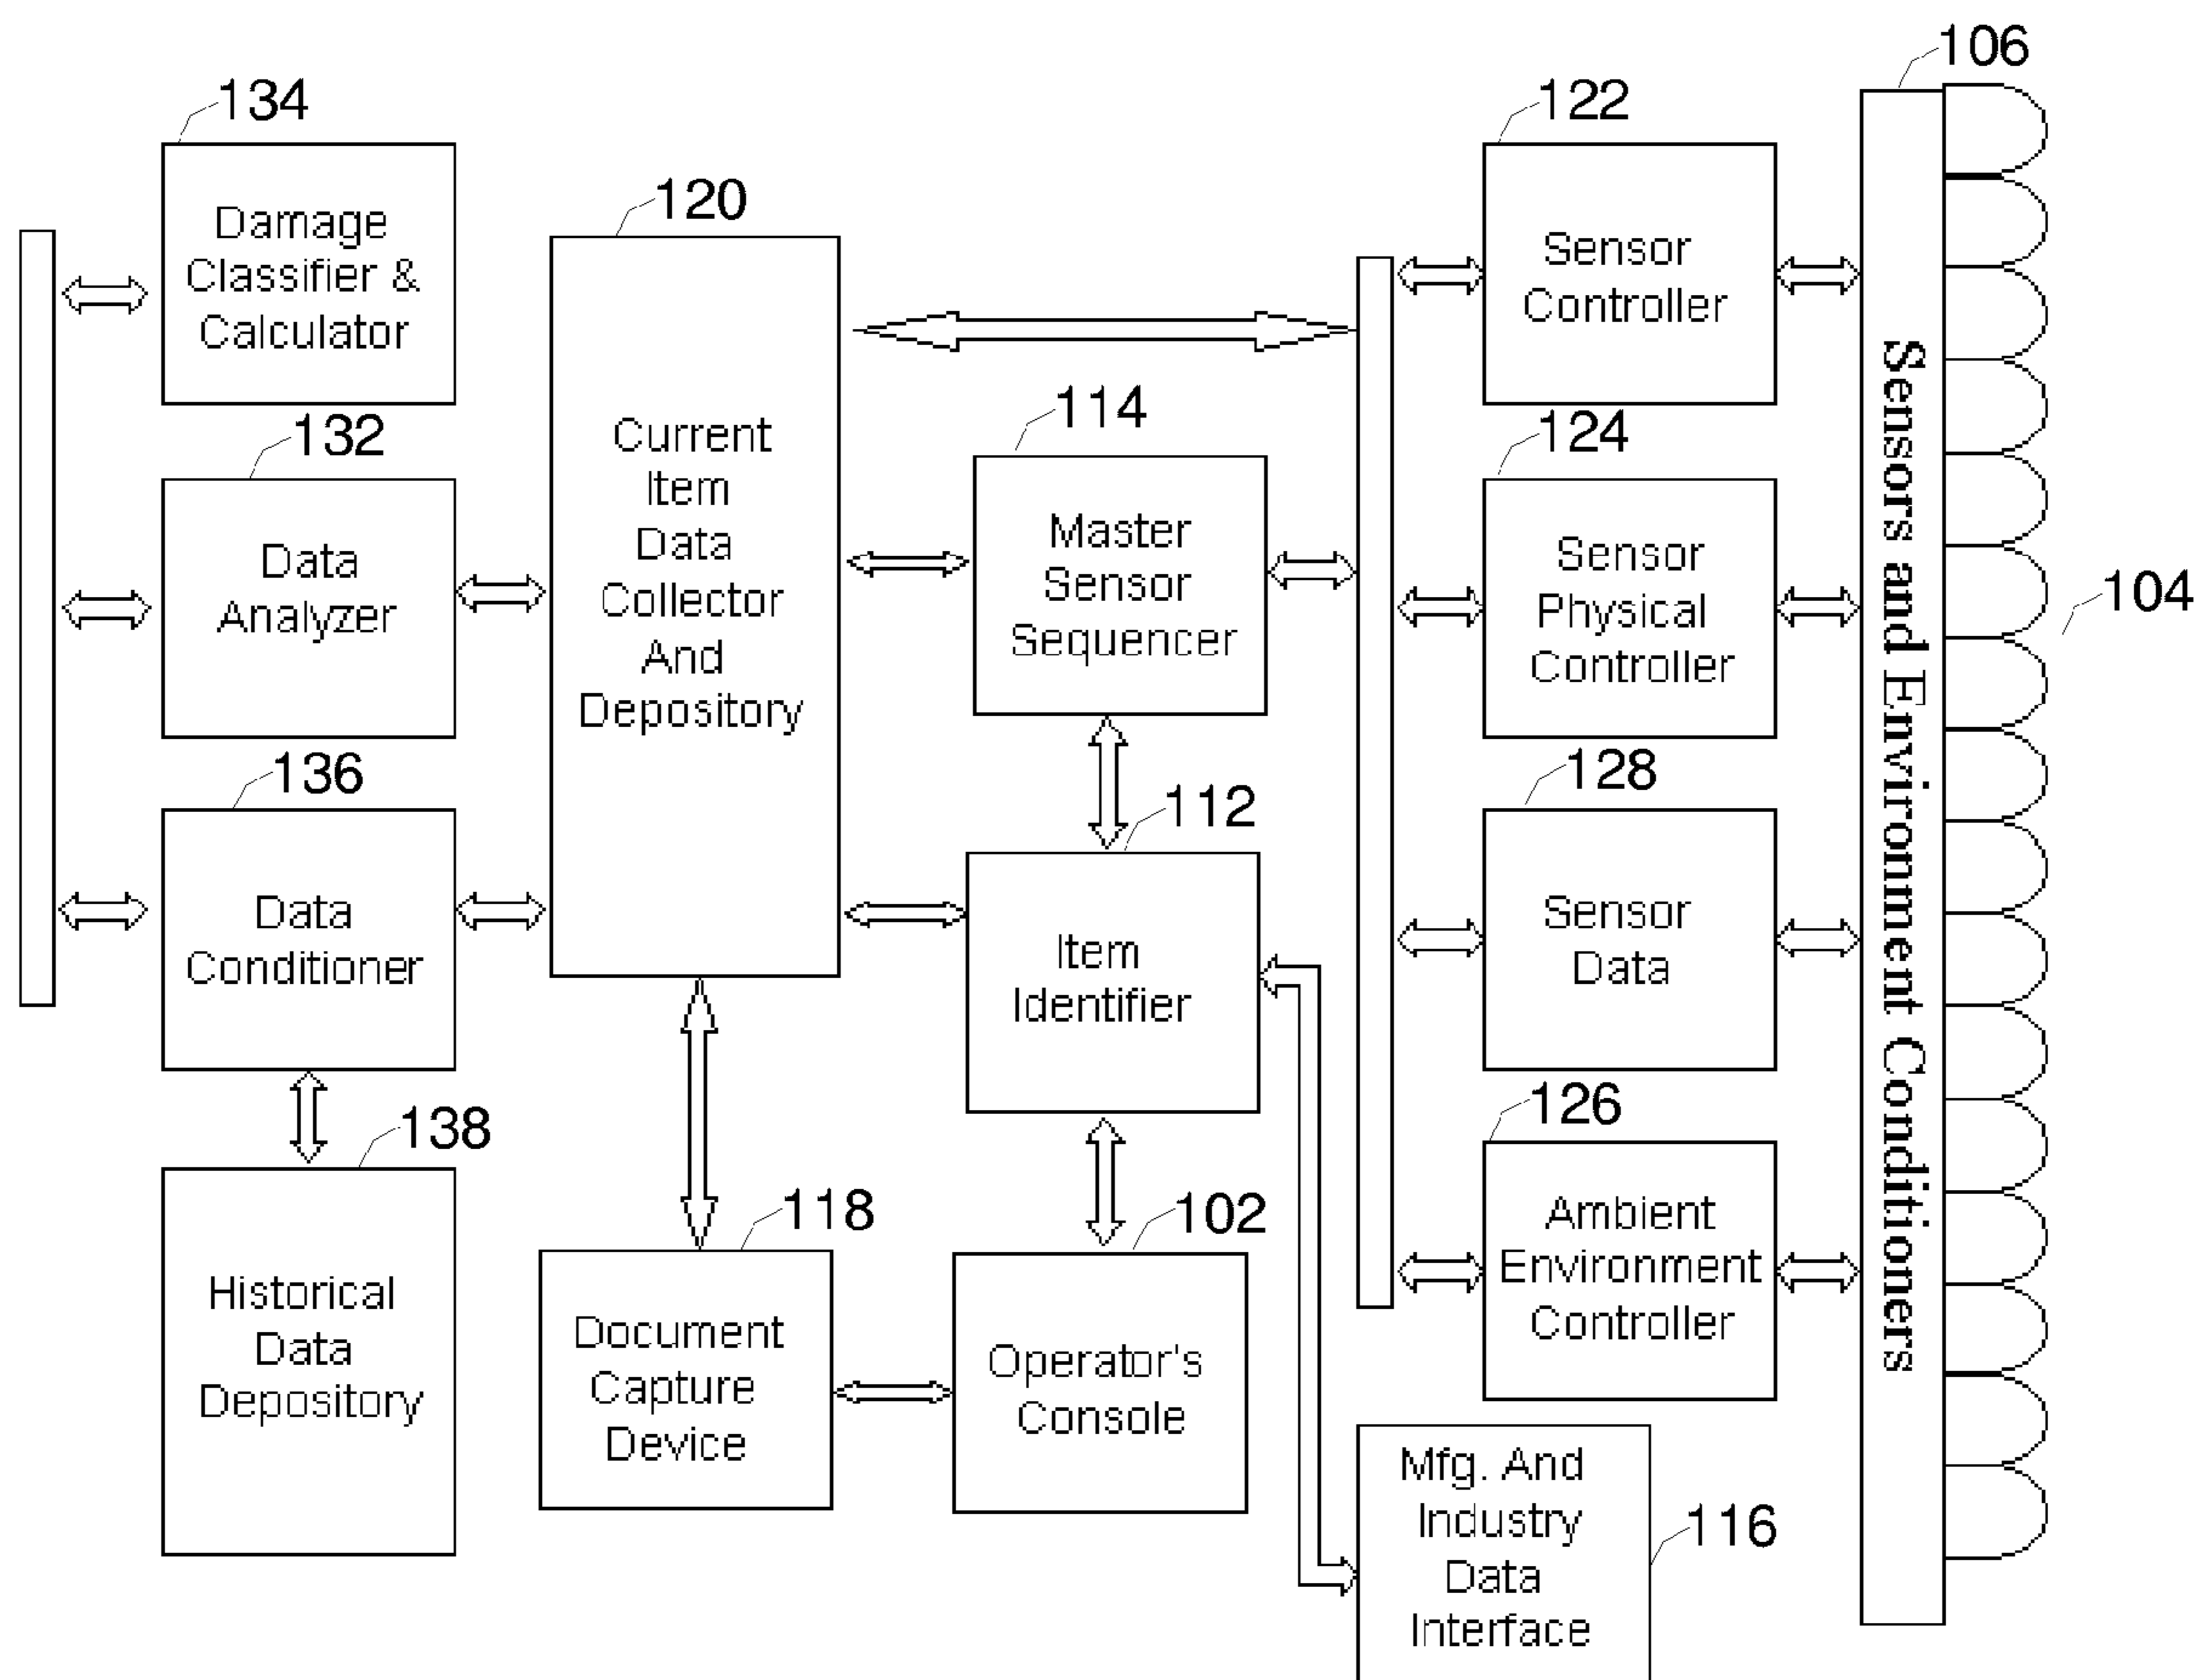 134
Damage
Classifier &
Calculator
132
Data
Analyzer
136
Data
Conditioner
138
Historical
Data
Depository
120
Current
Item
Data
Collector
And
Depository
118
Document
Capture
Device
114
Master
Sensor
Sequencer
112
Item
Identifier
102
Operator's
Console
122
Sensor
Controller
124
Sensor
Physical
Controller
128
Sensor
Data
126
Ambient
Environment
Controller
116
Mfg. And
Industry
Data
Interface
106
Sensors and Environment Conditioners
104